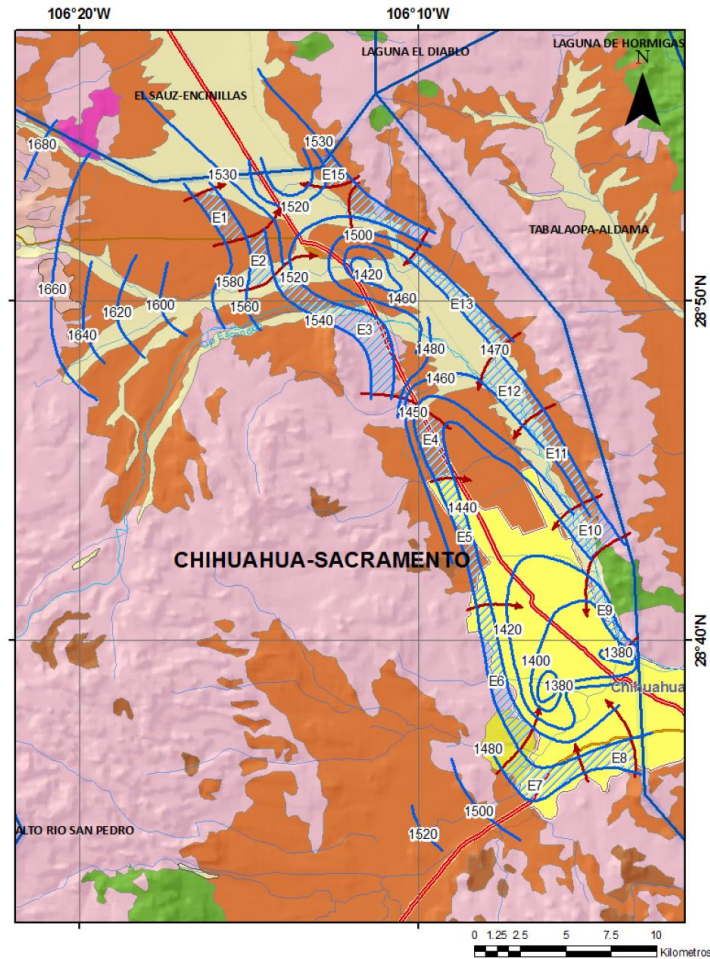 106°20'W
106°10'W
LAGUNA DE HORMIGAS
LAGUNA EL DIABLO
N
EL SAUZ-ENCINILLAS
1680
1530
1530
E15
E1
1520
1500
TABALAOPA-ALDAMA
E2
1420
1580
1520
1660
1600
1560
1460
E13
28°50'N
1620
1540
E3
1640
1480
1470
1460
E12
1450
E4
E11
1440
E10
E5
CHIHUAHUA-SACRAMENTO
E9
1420
28°40'N
1400
1380
E6
1380
Chihuahua
1480
E8
E7
1500
1520
ALTO RIO SAN PEDRO
0 1.25 2.5 5 7.5 10
Kilometros